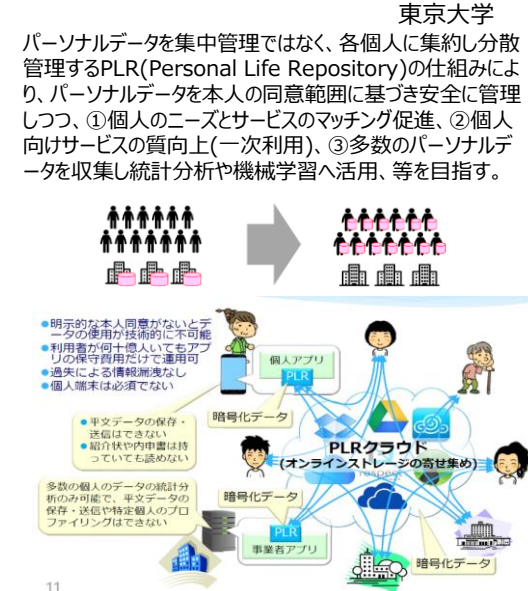 東京大学
パーソナルデータを集中管理ではなく、各個人に集約し分散
管理するPLR(Personal Life Repository)の仕組みによ
り、パーソナルデータを本人の同意範囲に基づき安全に管理
しつつ、①個人のニーズとサービスのマッチング促進、②個人
向けサービスの質向上(一次利用)、③多数のパーソナルデ
ータを収集し統計分析や機械学習へ活用、等を目指す。
●明示的な本人同意がないとデ
ータの使用が技術的に不可能
●利用者が何十億人いてもアプ
リの保守費用だけで運用可
●過失による情報漏洩なし
●個人端末は必須でない
個人アプリ
PLR
暗号化データ
●平文データの保存・
送信はできない
●紹介状や内申書は持
っていても読めない
PLRクラウド
(オンラインストレージの寄せ集め)
respect
多数の個人のデータの統計分
析のみ可能で、平文データの
保存・送信や特定個人のプロ
ファイリングはできない
暗号化データ
PLR
事業者アプリ
暗号化データ
11